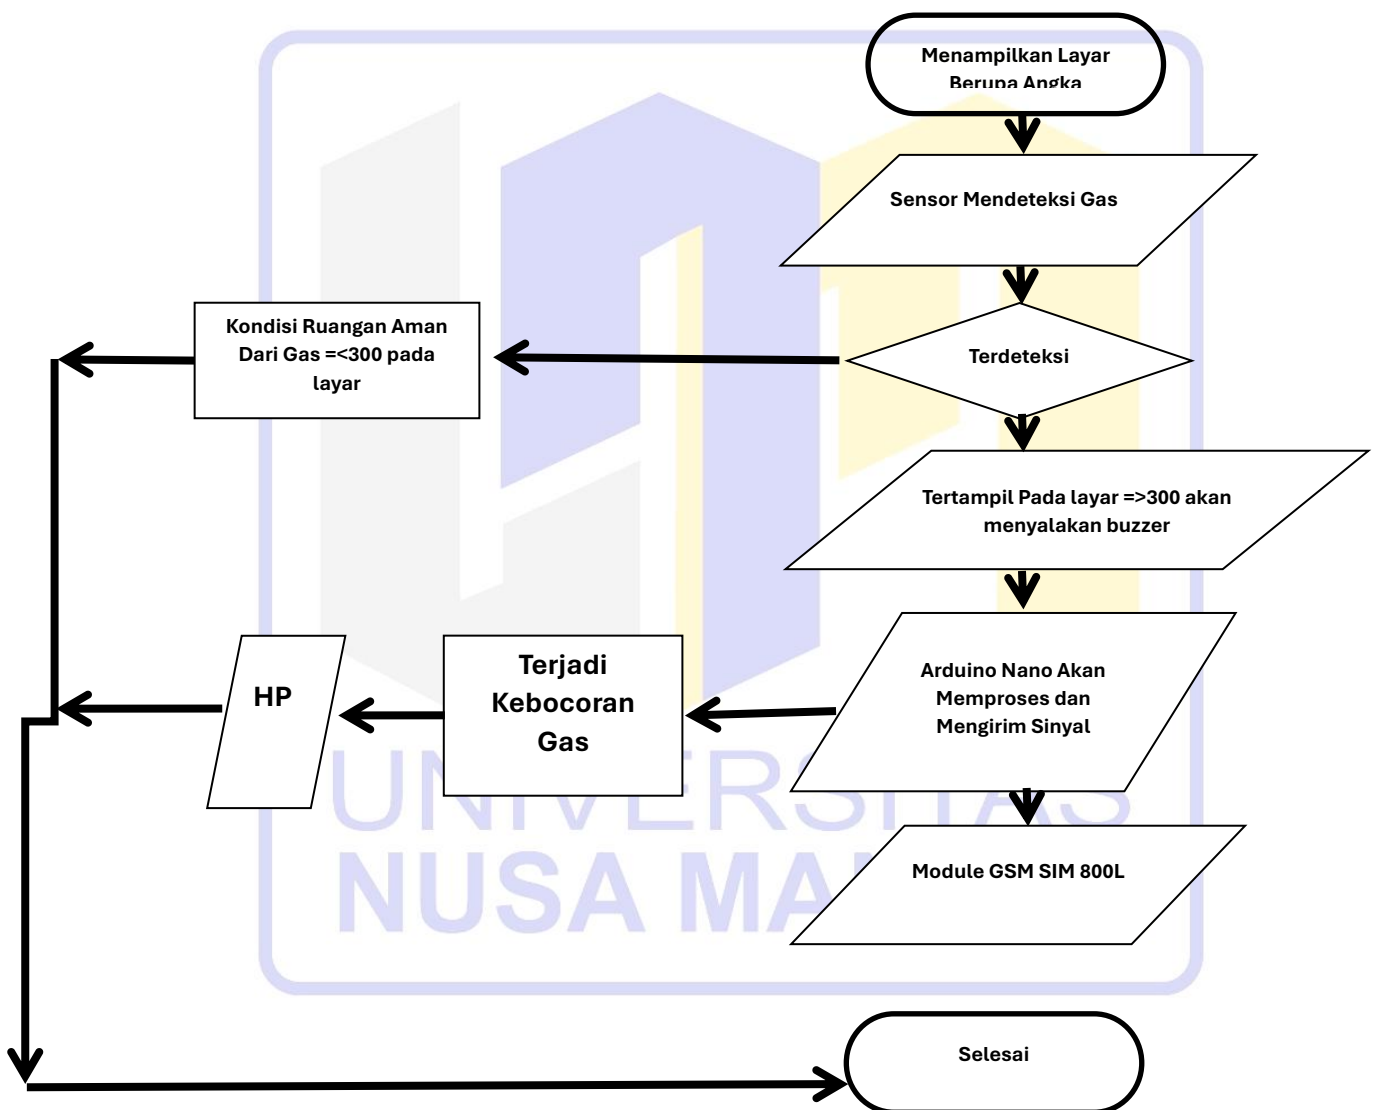 Menampilkan Layar
Berupa Angka
Sensor Mendeteksi Gas
Terdeteksi
Kondisi Ruangan Aman
Dari Gas =<300 pada
layar
Tertampil Pada layar =>300 akan
menyalakan buzzer
Arduino Nano Akan
Memproses dan
Mengirim Sinyal
Terjadi
Kebocoran
Gas
HP
Module GSM SIM 800L
Selesai
UNIVERSITAS
NUSA MA